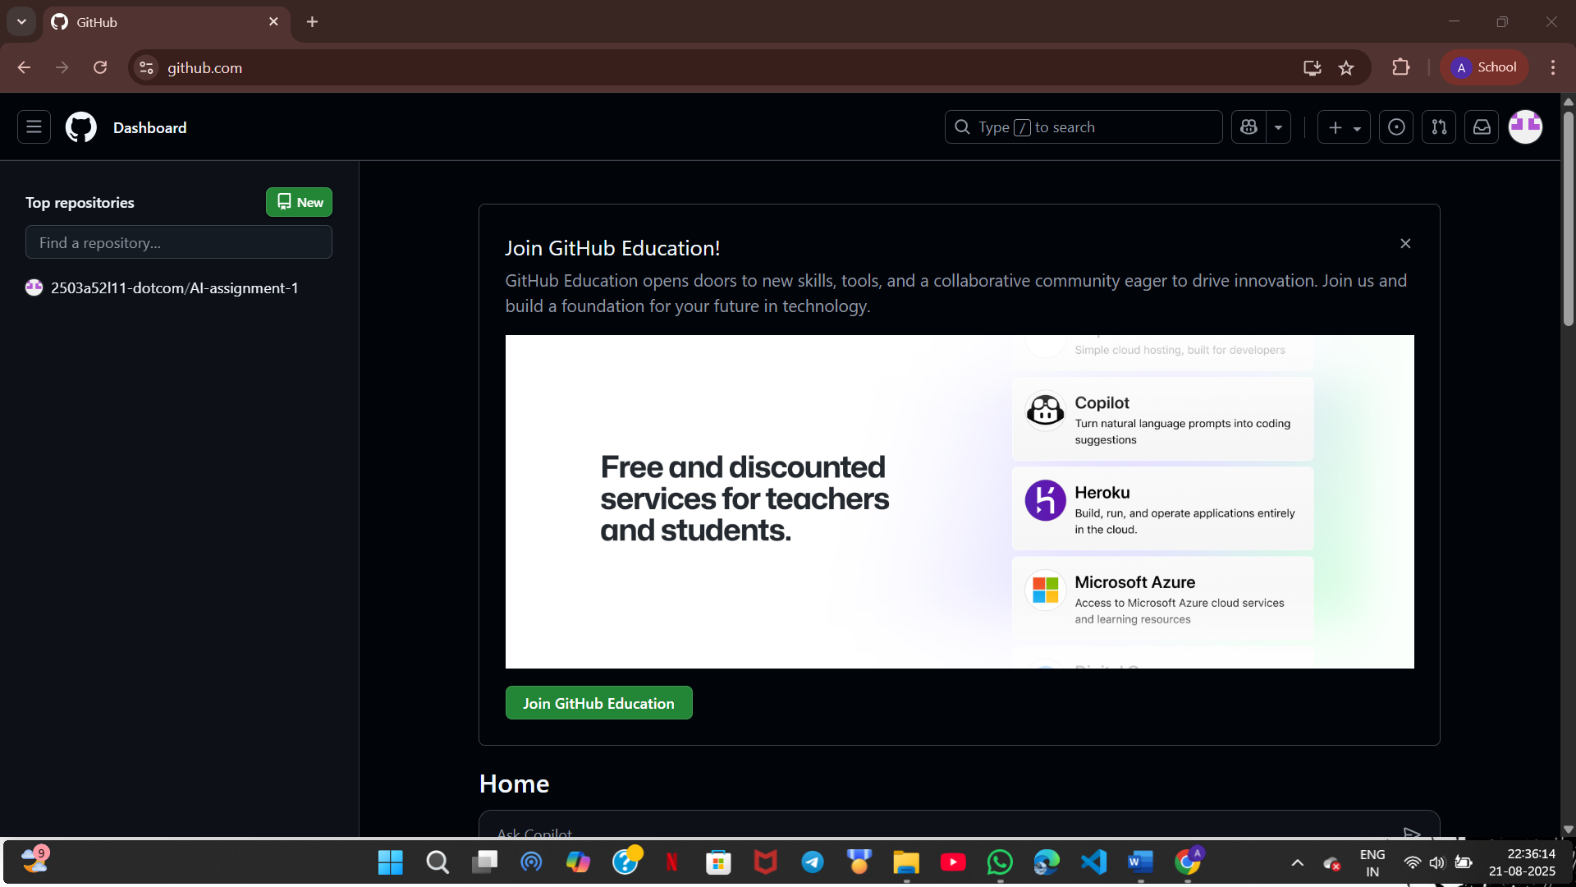 GitHub
github.com
A School
Dashboard
Type / to search
Top repositories
New
Find a repository...
2503a52l11-dotcom/AI-assignment-1
Join GitHub Education!
GitHub Education opens doors to new skills, tools, and a collaborative community eager to drive innovation. Join us and
build a foundation for your future in technology.
Simple cloud hosting, built for developers
Copilot
Turn natural language prompts into coding
suggestions
Free and discounted
services for teachers
and students.
Heroku
Build, run, and operate applications entirely
in the cloud.
Microsoft Azure
Access to Microsoft Azure cloud services
and learning resources
Join GitHub Education
Home
Ask Copilot
9
ENG
IN
22:36:14
21-08-2025